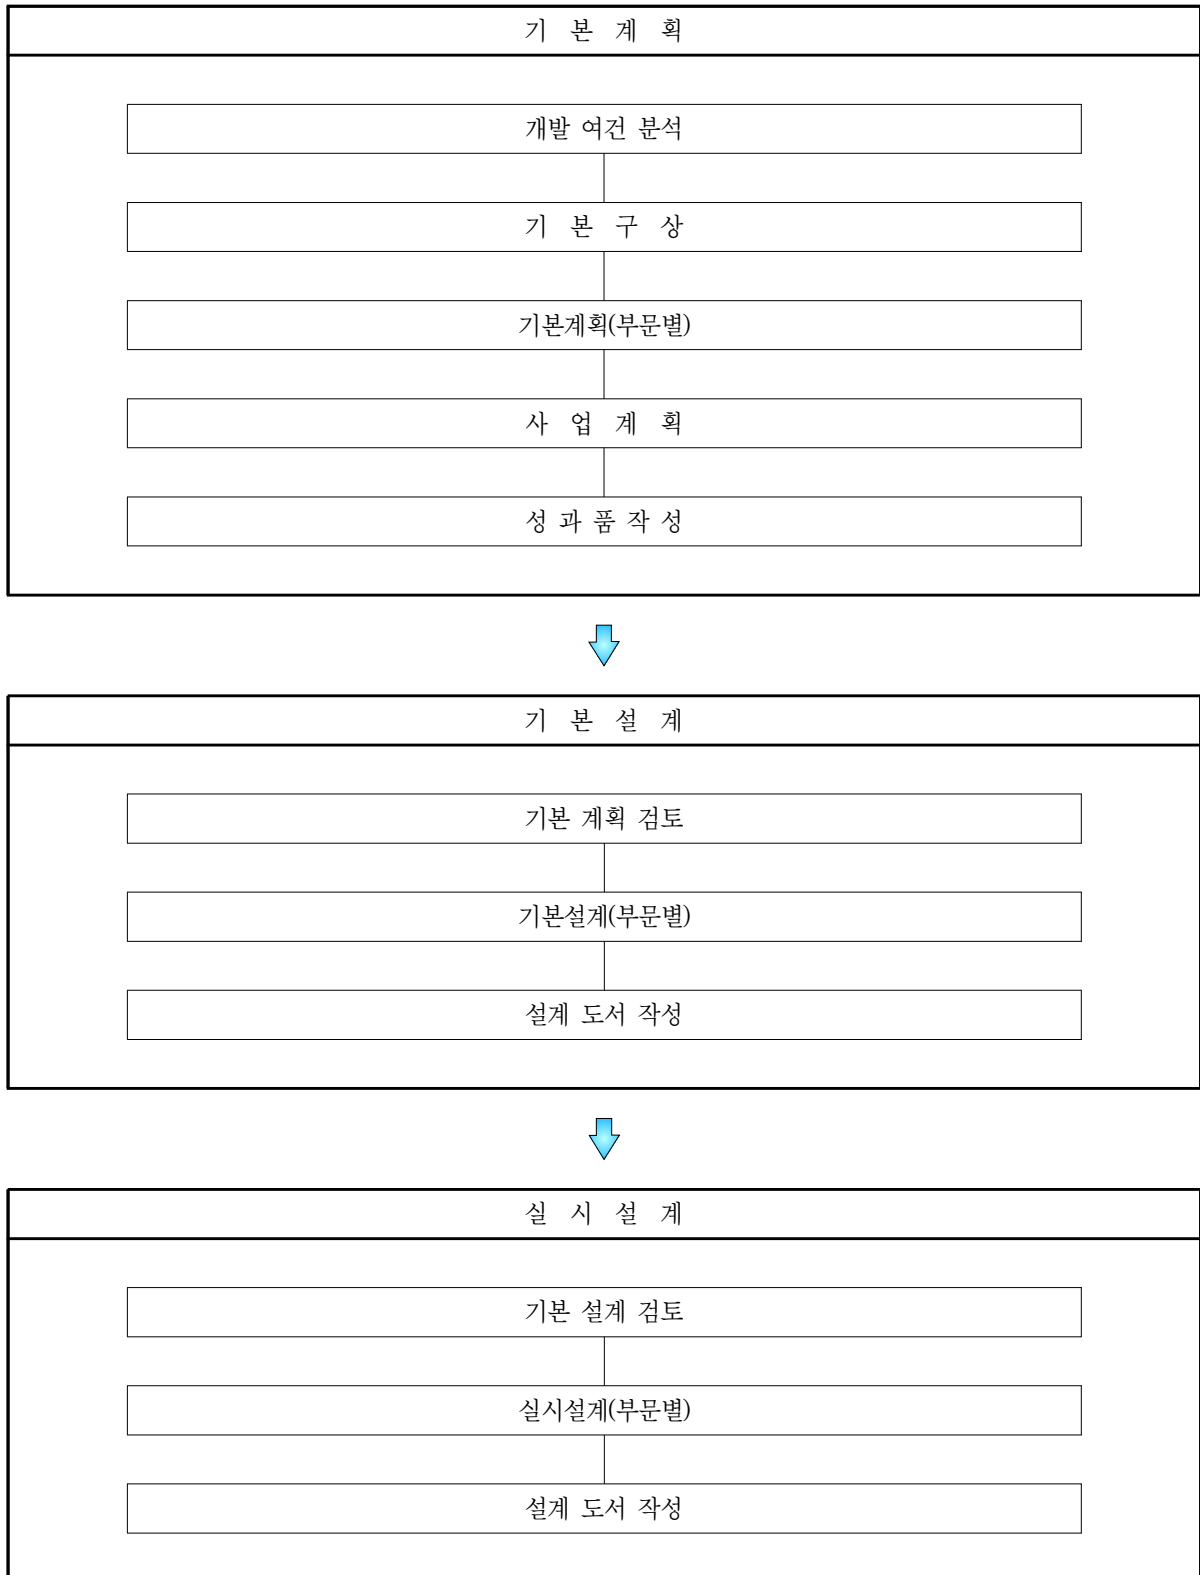 기 본 계 획
개발 여건 분석
기 본 구 상
기본계획(부문별)
사 업 계 획
성 과 품 작 성
기 본 설 계
기본 계획 검토
기본설계(부문별)
설계 도서 작성
실 시 설 계
기본 설계 검토
실시설계(부문별)
설계 도서 작성